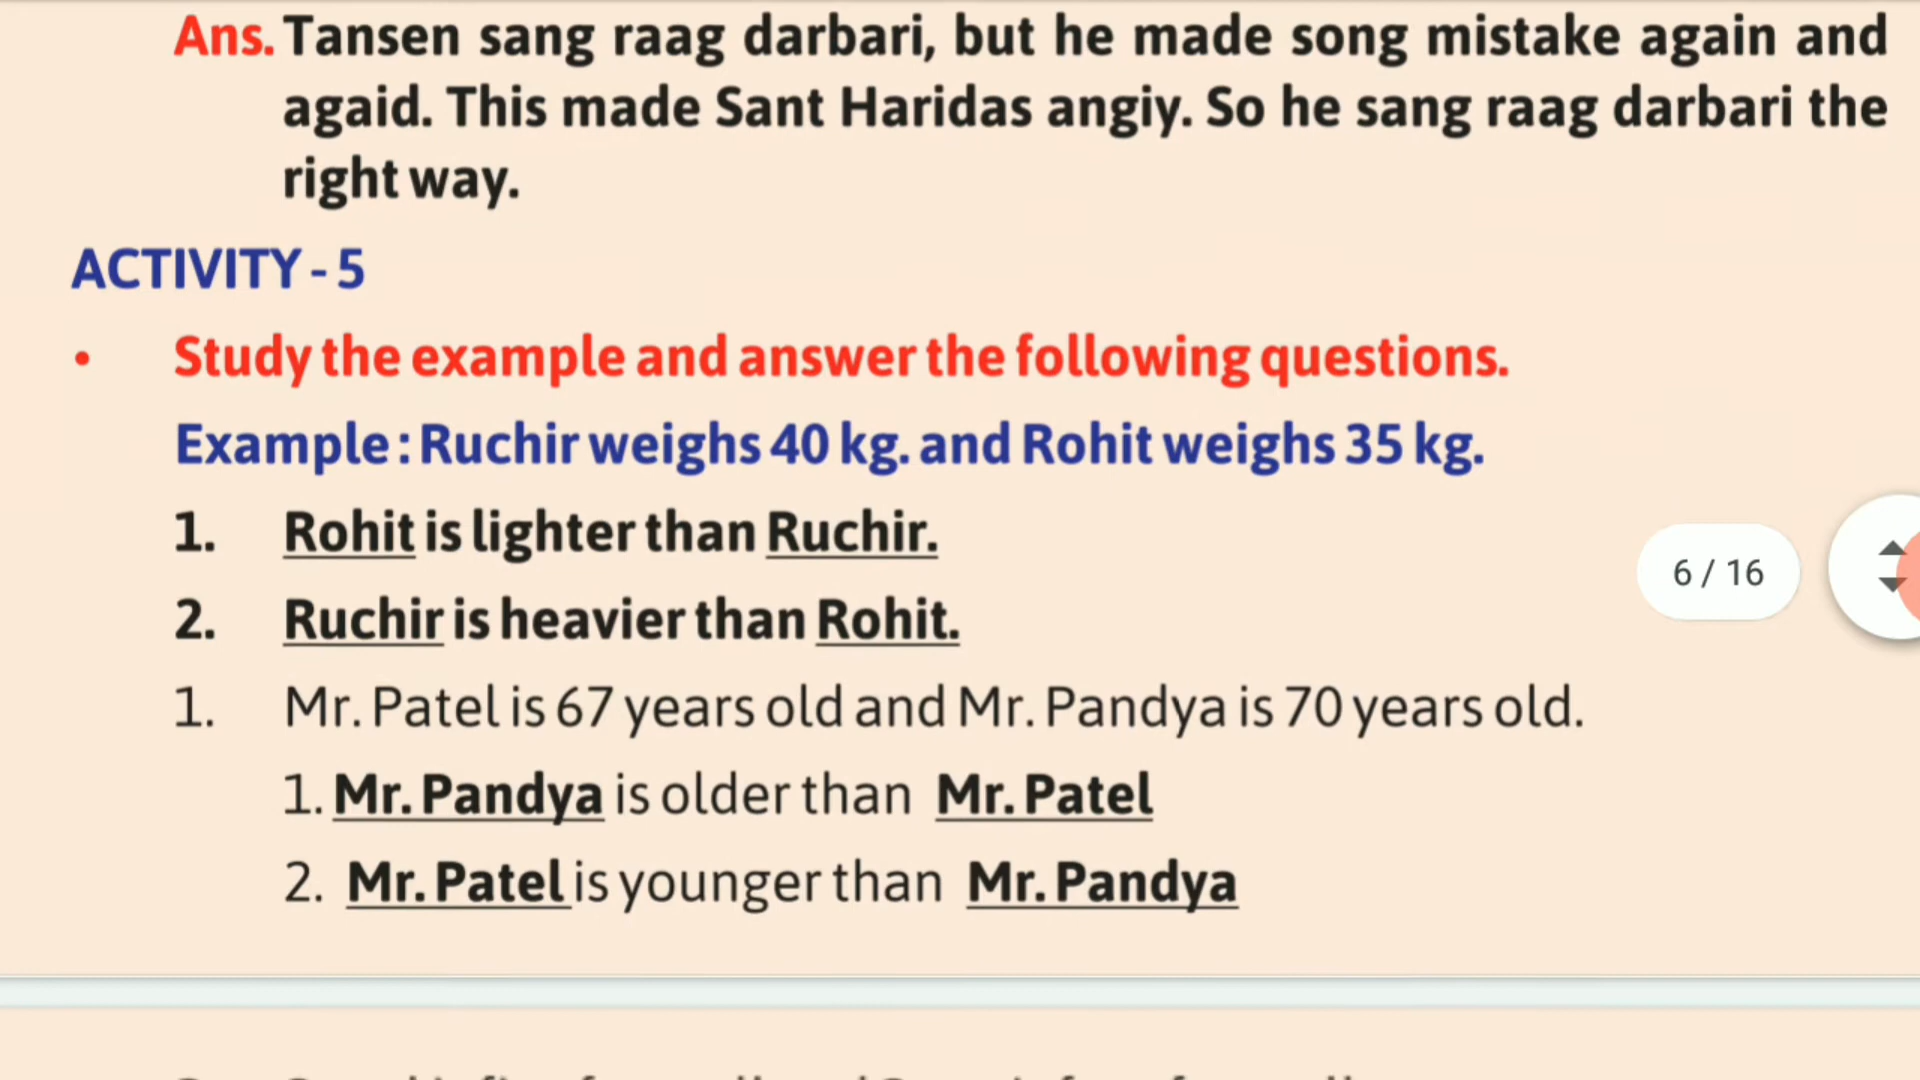 Ans. Tansen sang raag darbari, but he made song mistake again and
agaid. This made Sant Haridas angiy. So he sang raag darbari the
right way.
ACTIVITY - 5
• Study the example and answer the following questions.
Example : Ruchir weighs 40 kg. and Rohit weighs 35 kg.
1. Rohit is lighter than Ruchir.
6 / 16
2. Ruchir is heavier than Rohit.
1. Mr. Patel is 67 years old and Mr. Pandya is 70 years old.
1. Mr. Pandya is older than Mr. Patel
2. Mr. Patel is younger than Mr. Pandya